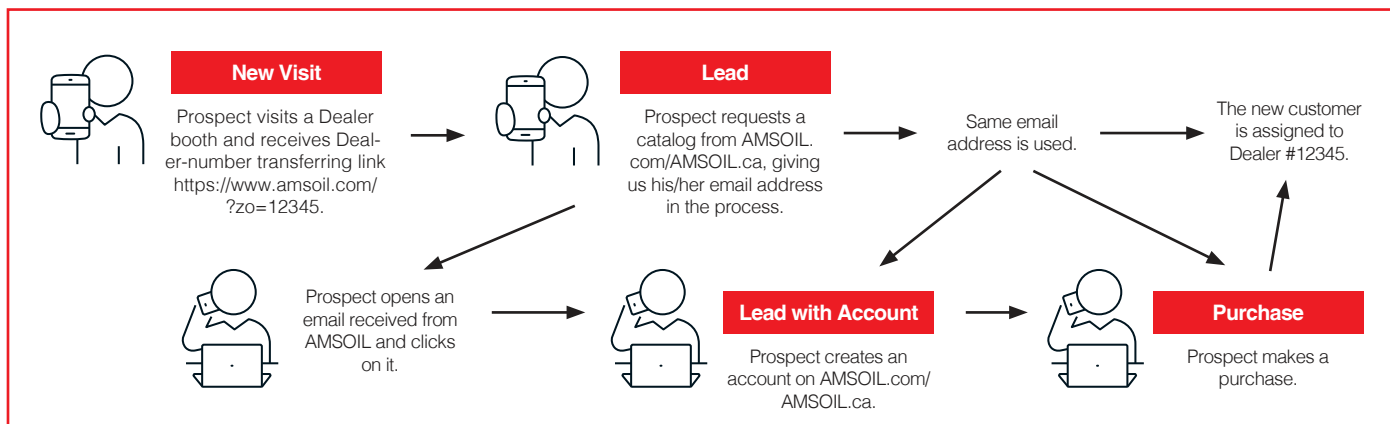 New Visit
Prospect visits a Dealer
booth and receives Deal-
er-number transferring link
https://www.amsoil.com/
?zo=12345.
Lead
Prospect requests a
catalog from AMSOIL.
com/AMSOIL.ca, giving
us his/her email address
in the process.
Same email
address is used.
The new customer
is assigned to
Dealer #12345.
Prospect opens an
email received from
AMSOIL and clicks
on it.
Lead with Account
Prospect creates an
account on AMSOIL.com/
AMSOIL.ca.
Purchase
Prospect makes a
purchase.